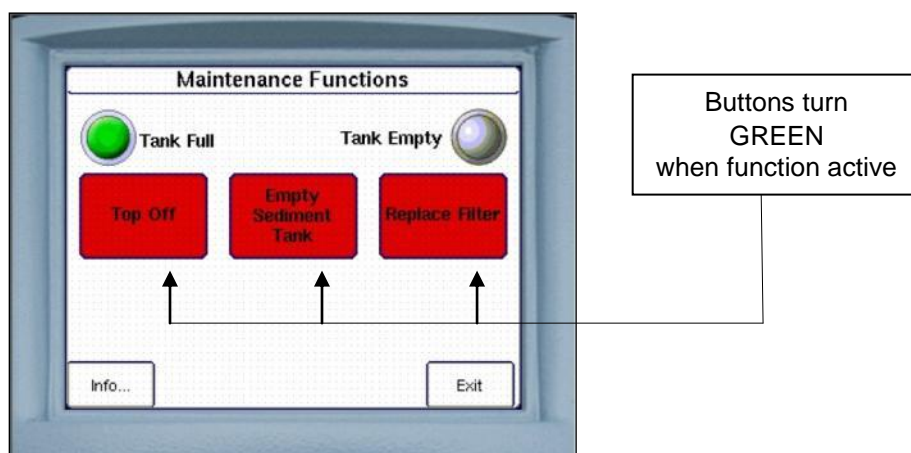 Maintenance Functions
Tank Full
Tank Empty
Top Off
Empty
Sediment
Tank
Replace Filter
Info...
Exit
Buttons turn
GREEN
when function active